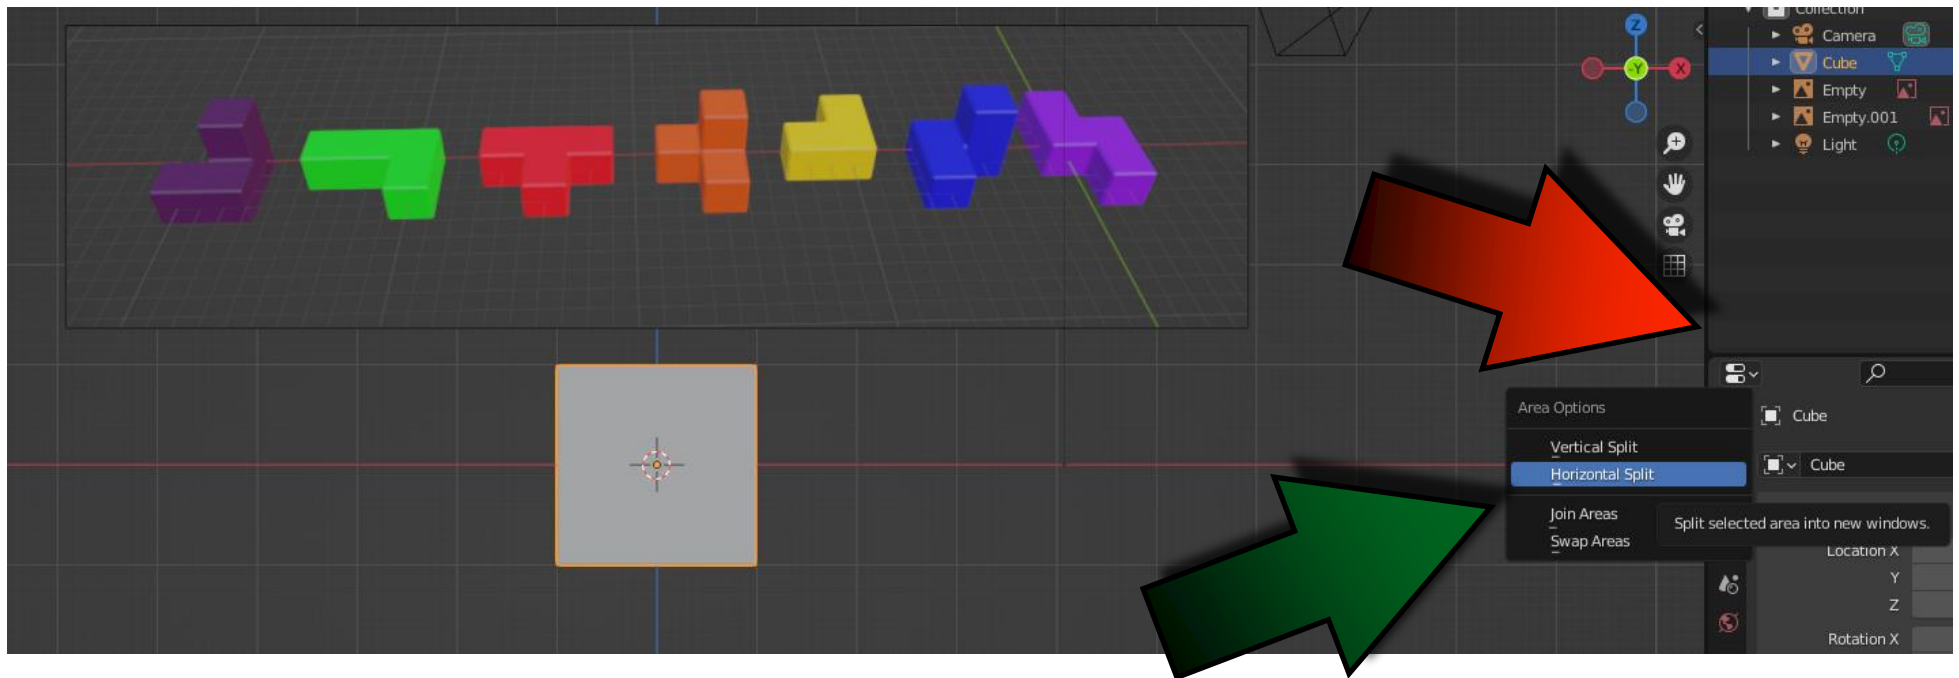 Collection
Camera
Cube
Empty
Empty.001
Light
Z
-Y
X
Cube
Area Options
Vertical Split
Horizontal Split
Join Areas
Swap Areas
Split selected area into new windows.
Cube
Location X
Y
Z
Rotation X